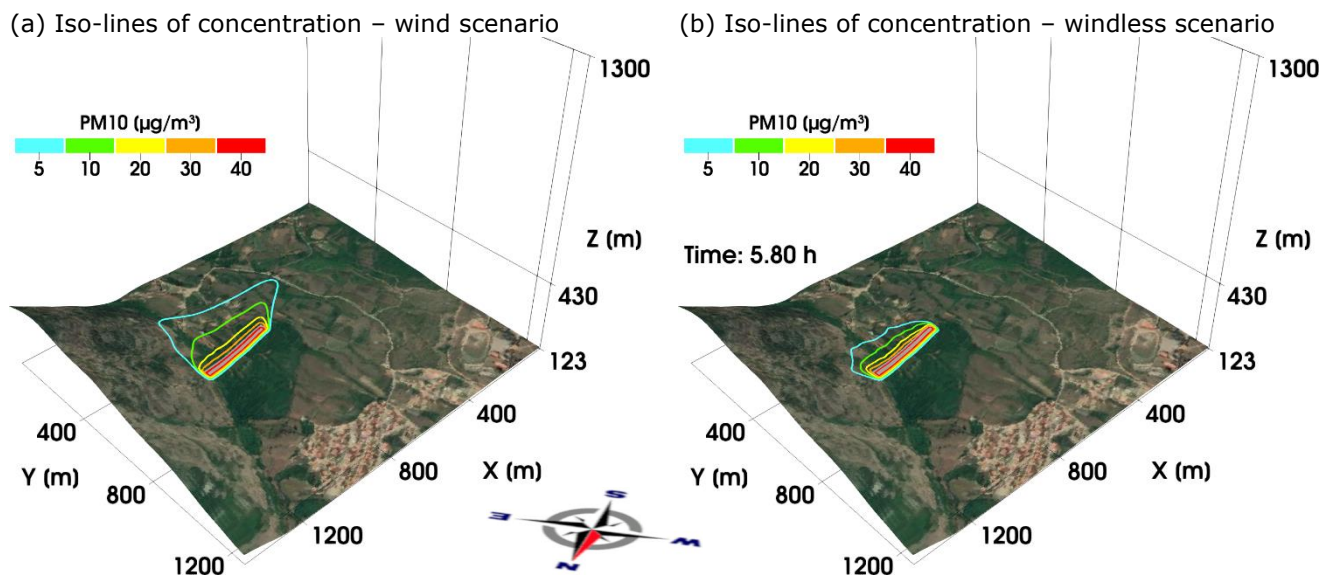 (a) Iso-lines of concentration – wind scenario
PM10 (µg/m³)
5 10 20 30 40
1300
Z (m)
430
123
400
800
1200
X (m)
400
Y (m)
800
1200
(b) Iso-lines of concentration – windless scenario
PM10 (µg/m³)
5 10 20 30 40
Time: 5.80 h
1300
Z (m)
430
123
400
800
1200
X (m)
400
Y (m)
800
1200
S
E
W
N